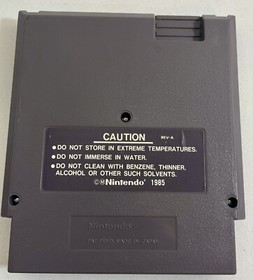 CAUTION REV-A
●DO NOT STORE IN EXTREME TEMPERATURES.
●DO NOT IMMERSE IN WATER.
●DO NOT CLEAN WITH BENZENE, THINNER,
ALCOHOL OR OTHER SUCH SOLVENTS.
©®Nintendo® 1985
Nintendo